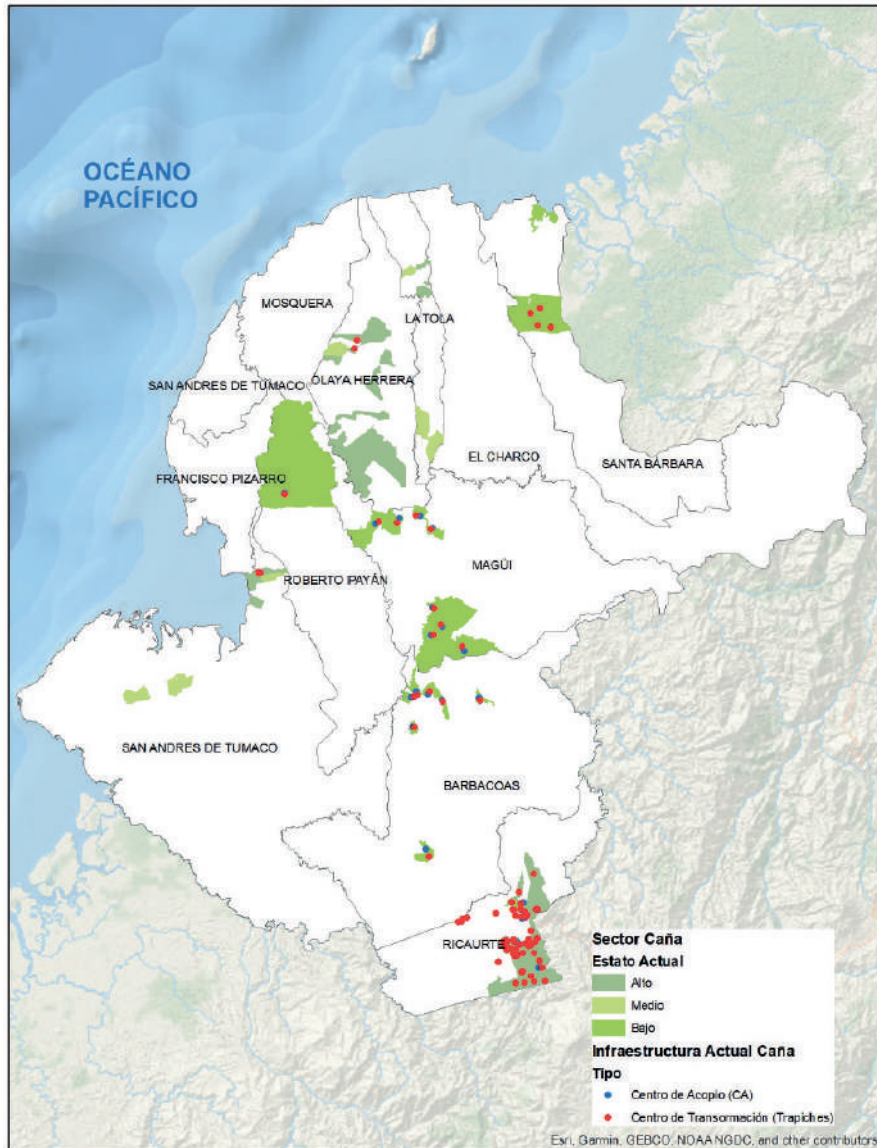 OCÉANO
PACÍFICO
MOSQUERA
LA TOLA
SAN ANDRES DE TUMACO
OLAYA HERRERA
FRANCISCO PIZARRO
EL CHARCO
SANTA BÁRBARA
MAGÜI
ROBERTO PAYÁN
SAN ANDRES DE TUMACO
BARBACOAS
RICAURTE
Sector Caña
Estato Actual
Alto
Medio
Bajo
Infraestructura Actual Caña
Tipo
Centro de Acopio (CA)
Centro de Transormación (Trapiches)
Esri, Garmin, GEBCO, NOAA NGDC, and other contributors